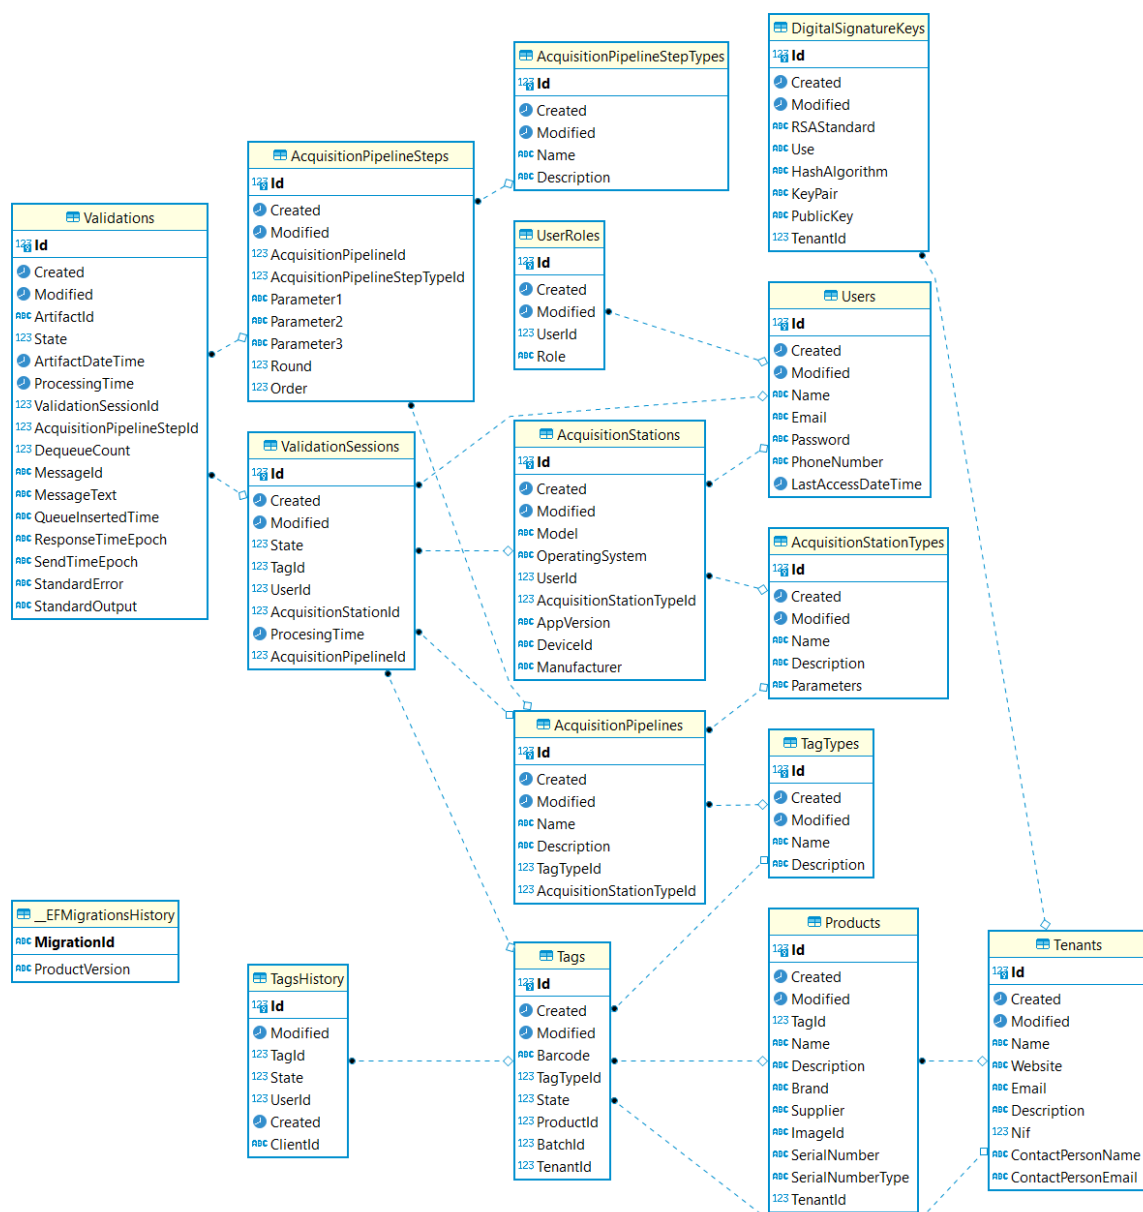 DigitalSignatureKeys
Id
Created
Modified
RSAStandard
Use
HashAlgorithm
KeyPair
PublicKey
TenantId
AcquisitionPipelineStepTypes
Id
Created
Modified
Name
Description
AcquisitionPipelineSteps
Id
Created
Modified
AcquisitionPipelineId
AcquisitionPipelineStepTypeId
Parameter1
Parameter2
Parameter3
Round
Order
Validations
Id
Created
Modified
ArtifactId
State
ArtifactDateTime
ProcessingTime
ValidationSessionId
AcquisitionPipelineStepId
DequeueCount
MessageId
MessageText
QueueInsertedTime
ResponseTimeEpoch
SendTimeEpoch
StandardError
StandardOutput
UserRoles
Id
Created
Modified
UserId
Role
Users
Id
Created
Modified
Name
Email
Password
PhoneNumber
LastAccessDateTime
ValidationSessions
Id
Created
Modified
State
TagId
UserId
AcquisitionStationId
ProcesingTime
AcquisitionPipelineId
AcquisitionStations
Id
Created
Modified
Model
OperatingSystem
UserId
AcquisitionStationTypeId
AppVersion
DeviceId
Manufacturer
AcquisitionStationTypes
Id
Created
Modified
Name
Description
Parameters
AcquisitionPipelines
Id
Created
Modified
Name
Description
TagTypeId
AcquisitionStationTypeId
TagTypes
Id
Created
Modified
Name
Description
__EFMigrationsHistory
MigrationId
ProductVersion
TagsHistory
Id
Modified
TagId
State
UserId
Created
ClientId
Tags
Id
Created
Modified
Barcode
TagTypeId
State
ProductId
BatchId
TenantId
Products
Id
Created
Modified
TagId
Name
Description
Brand
Supplier
ImageId
SerialNumber
SerialNumberType
TenantId
Tenants
Id
Created
Modified
Name
Website
Email
Description
Nif
ContactPersonName
ContactPersonEmail